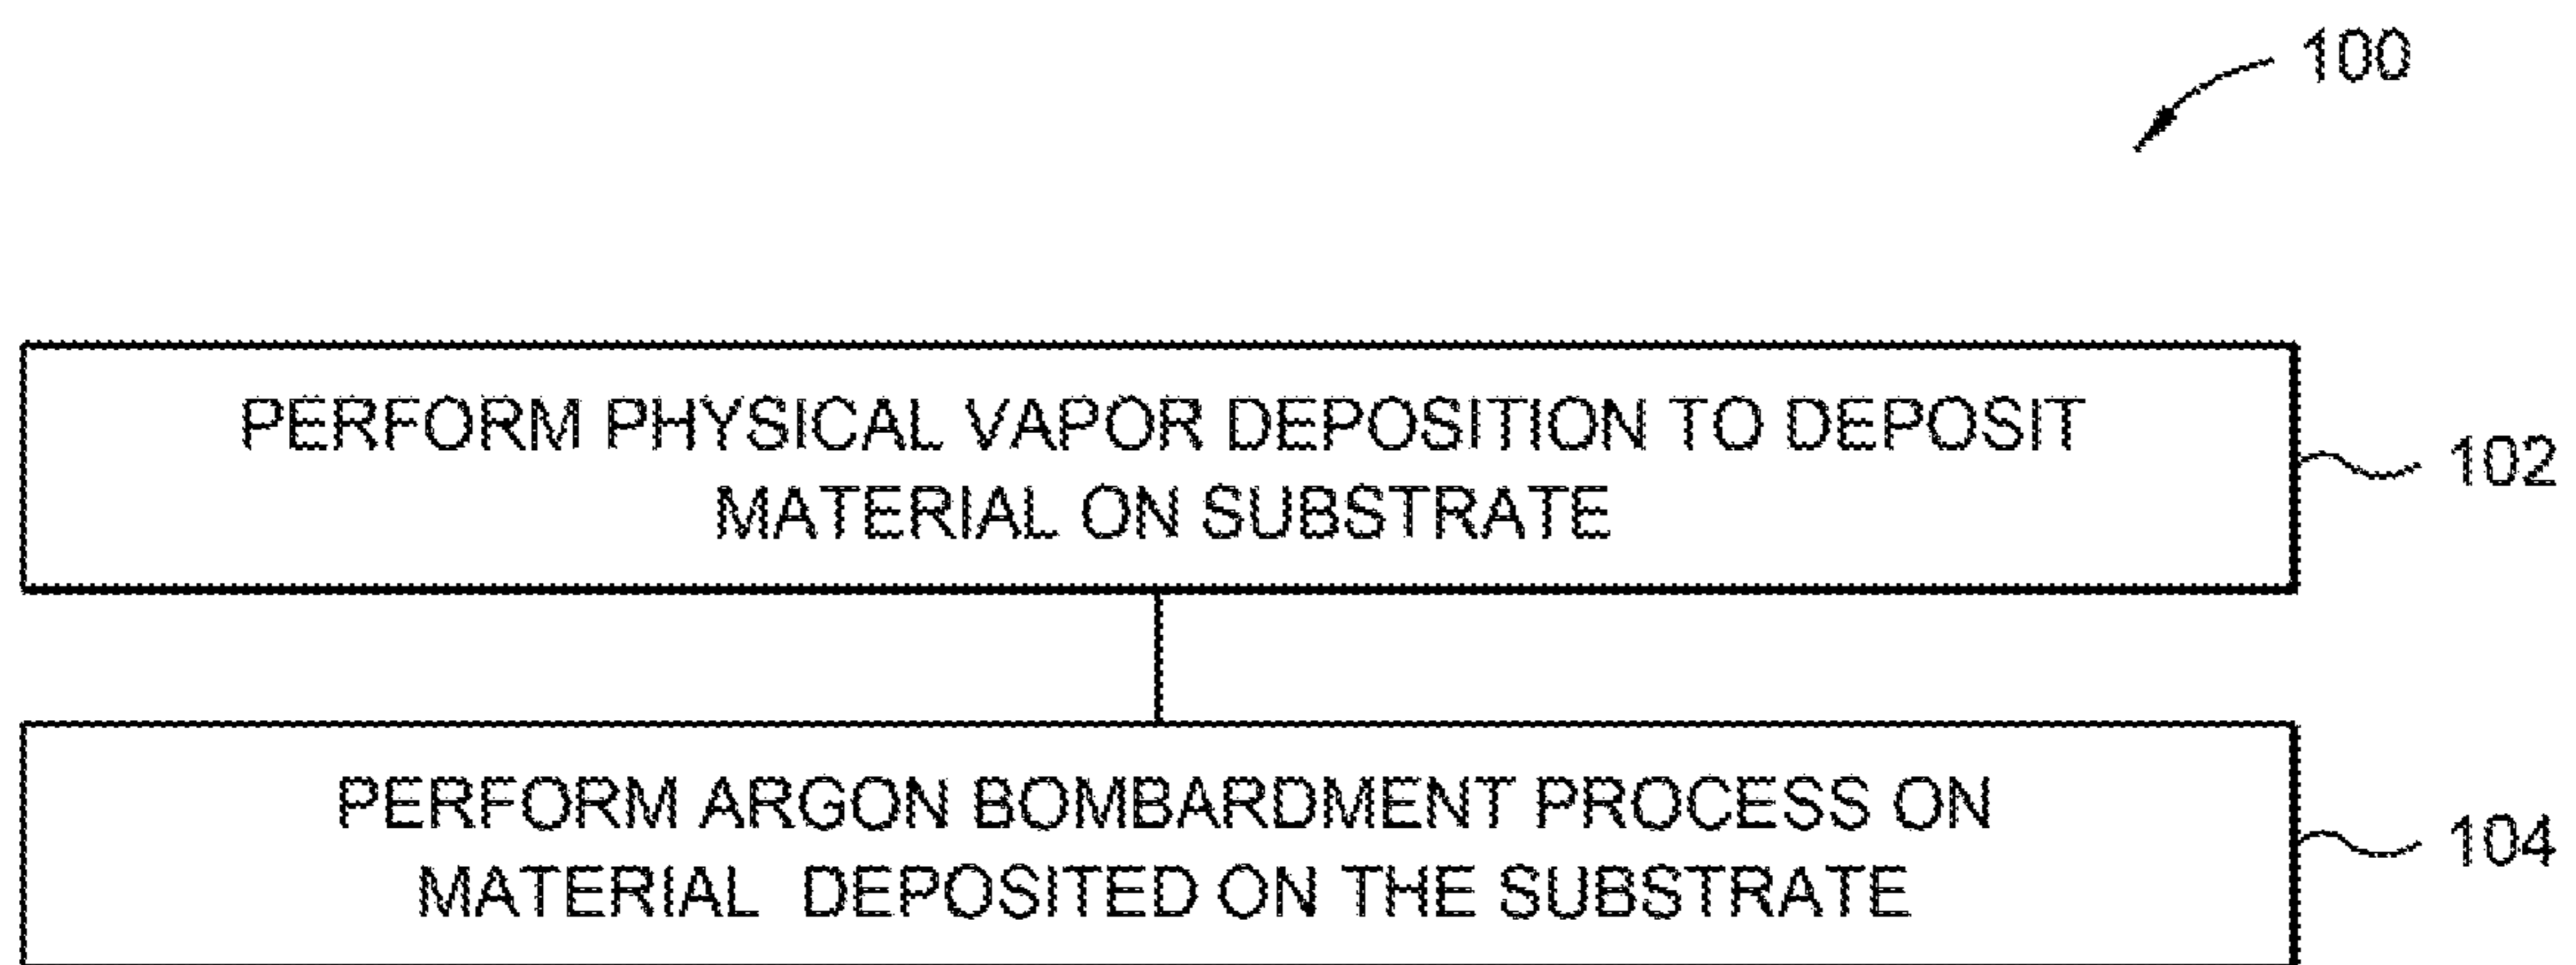 100
PERFORM PHYSICAL VAPOR DEPOSITION TO DEPOSIT
MATERIAL ON SUBSTRATE
102
PERFORM ARGON BOMBARDMENT PROCESS ON
MATERIAL DEPOSITED ON THE SUBSTRATE
104